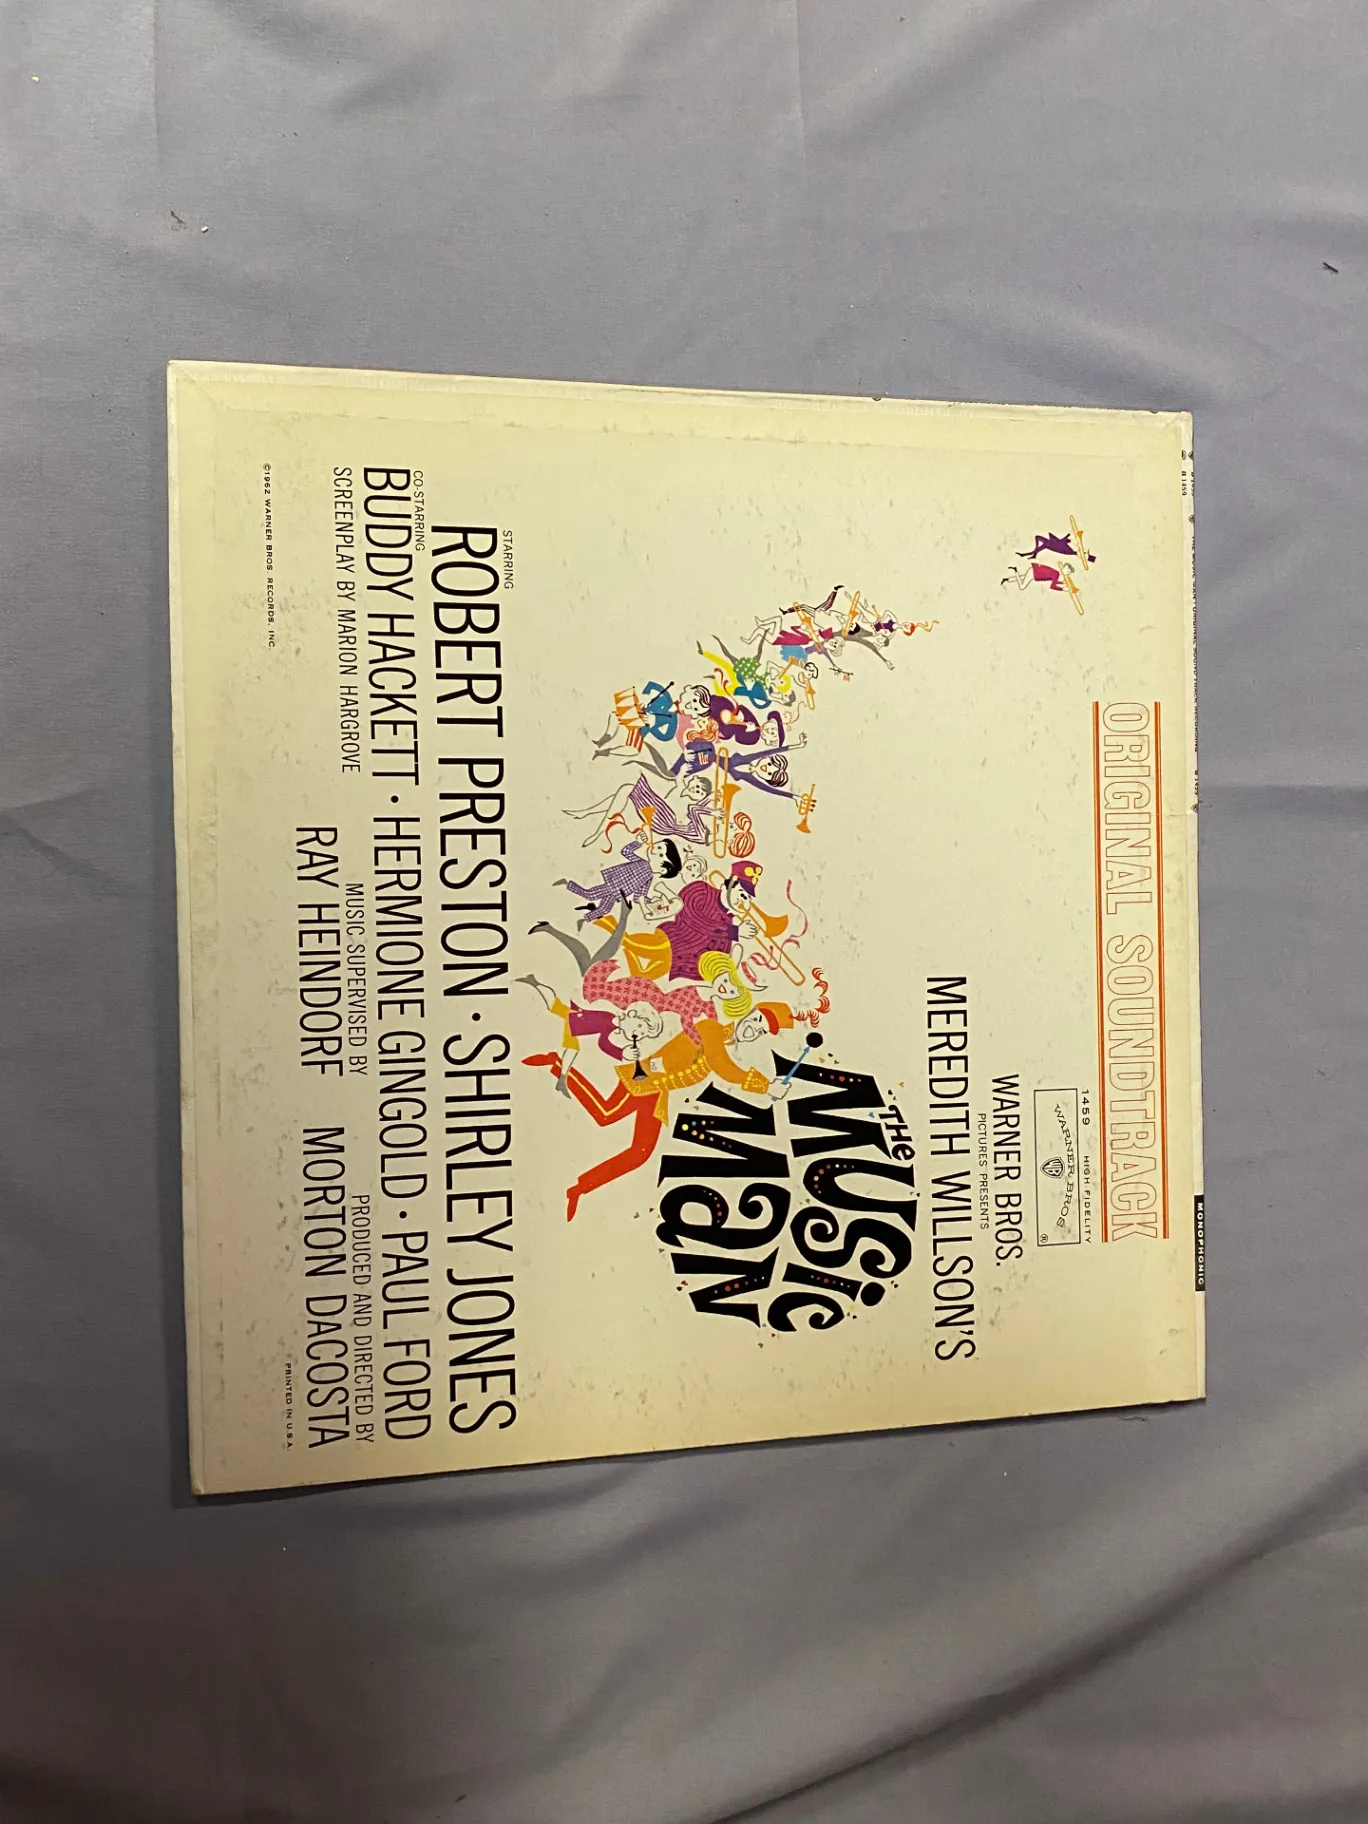 MONOPHONIC
ORIGINAL SOUNDTRACK
1459 HIGH FIDELITY
WARNER BROS
WB
®
WARNER BROS.
PICTURES PRESENTS
MEREDITH WILLSON'S
THE
MUSIC
MAN
STARRING
ROBERT PRESTON · SHIRLEY JONES
CO-STARRING
BUDDY HACKETT · HERMIONE GINGOLD · PAUL FORD
SCREENPLAY BY MARION HARGROVE
MUSIC SUPERVISED BY
RAY HEINDORF
PRODUCED AND DIRECTED BY
MORTON DACOSTA
©1962 WARNER BROS. RECORDS, INC.
PRINTED IN U.S.A.